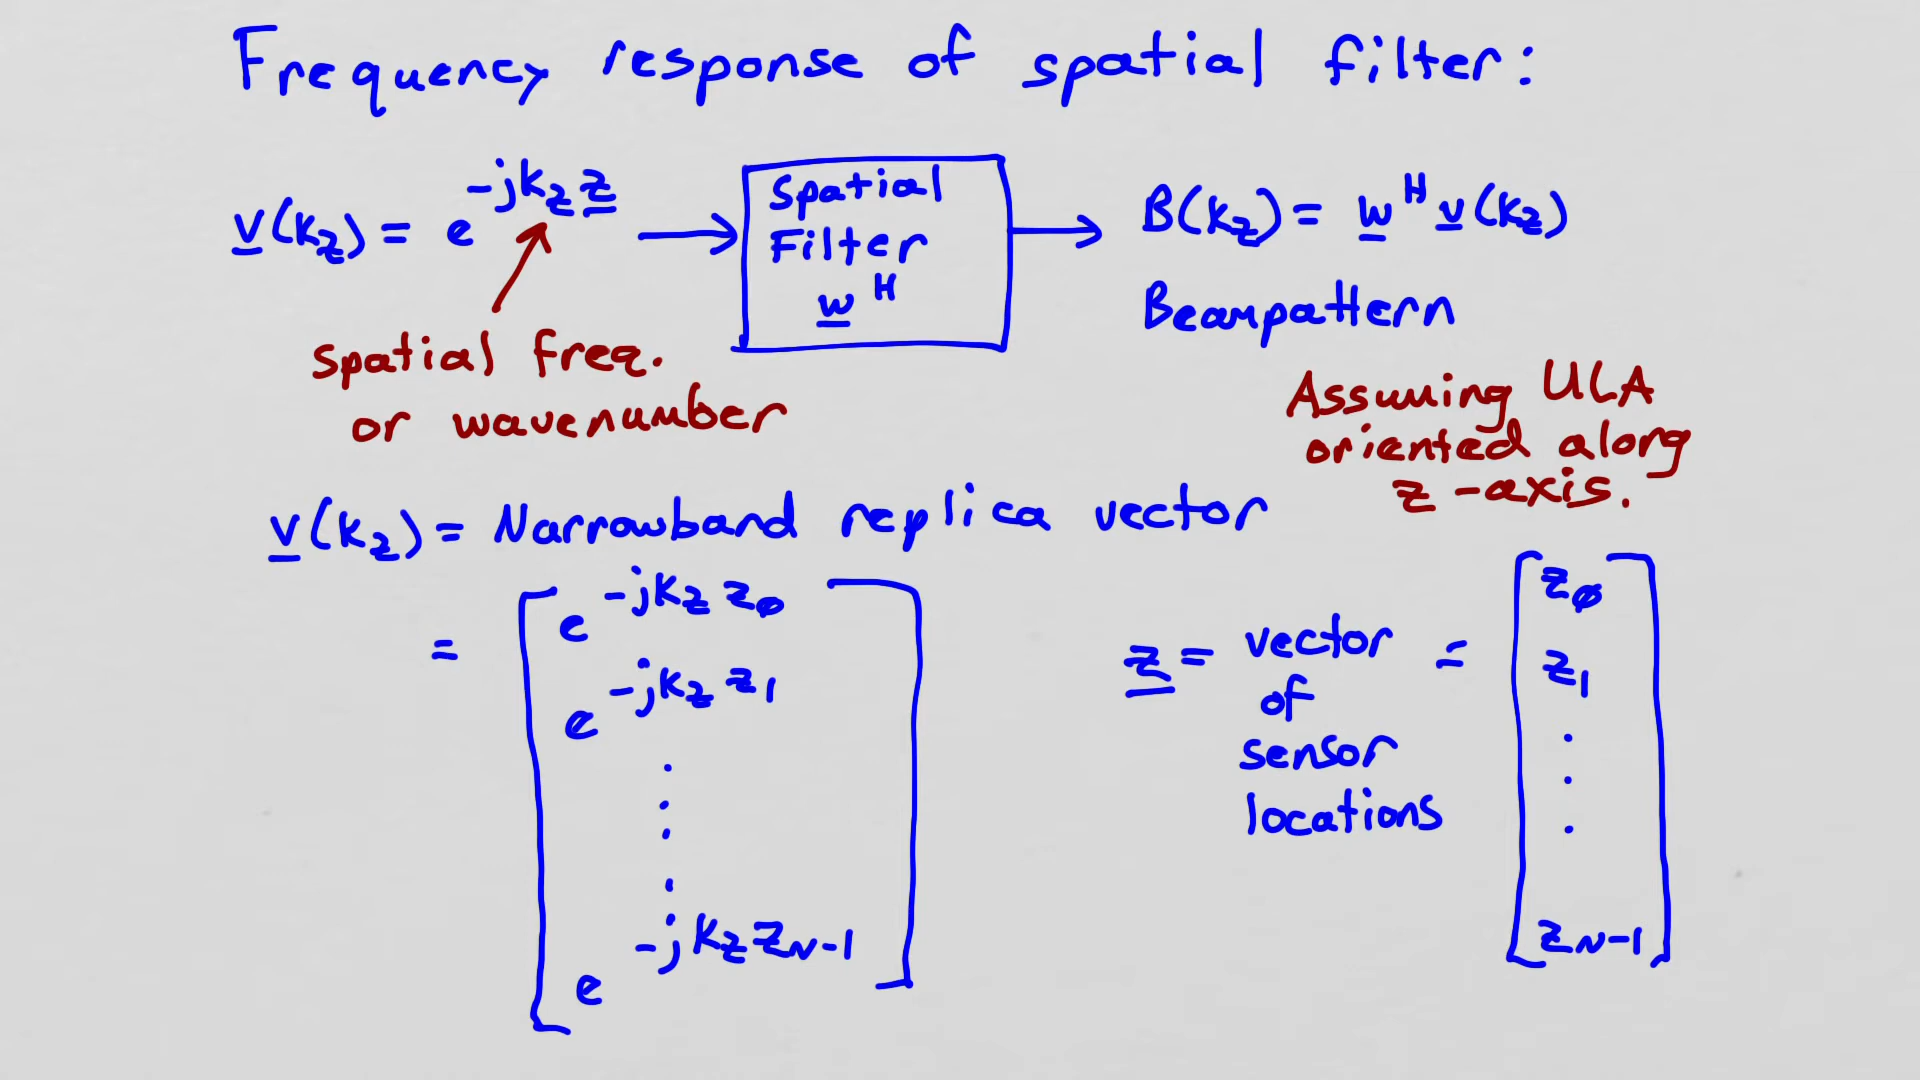 Frequency response of spatial filter:
v(kz) = e^-jkz z → Spatial Filter w^H → B(kz) = w^H v(kz)
Beampattern
spatial freq.
or wavenumber
Assuming ULA
oriented along
z-axis.
v(kz) = Narrowband replica vector
= [ e^-jkz z0
e^-jkz z1
.
.
.
.
.
e^-jkz zN-1 ]
z = vector of sensor locations = [ z0
z1
.
.
.
zN-1 ]